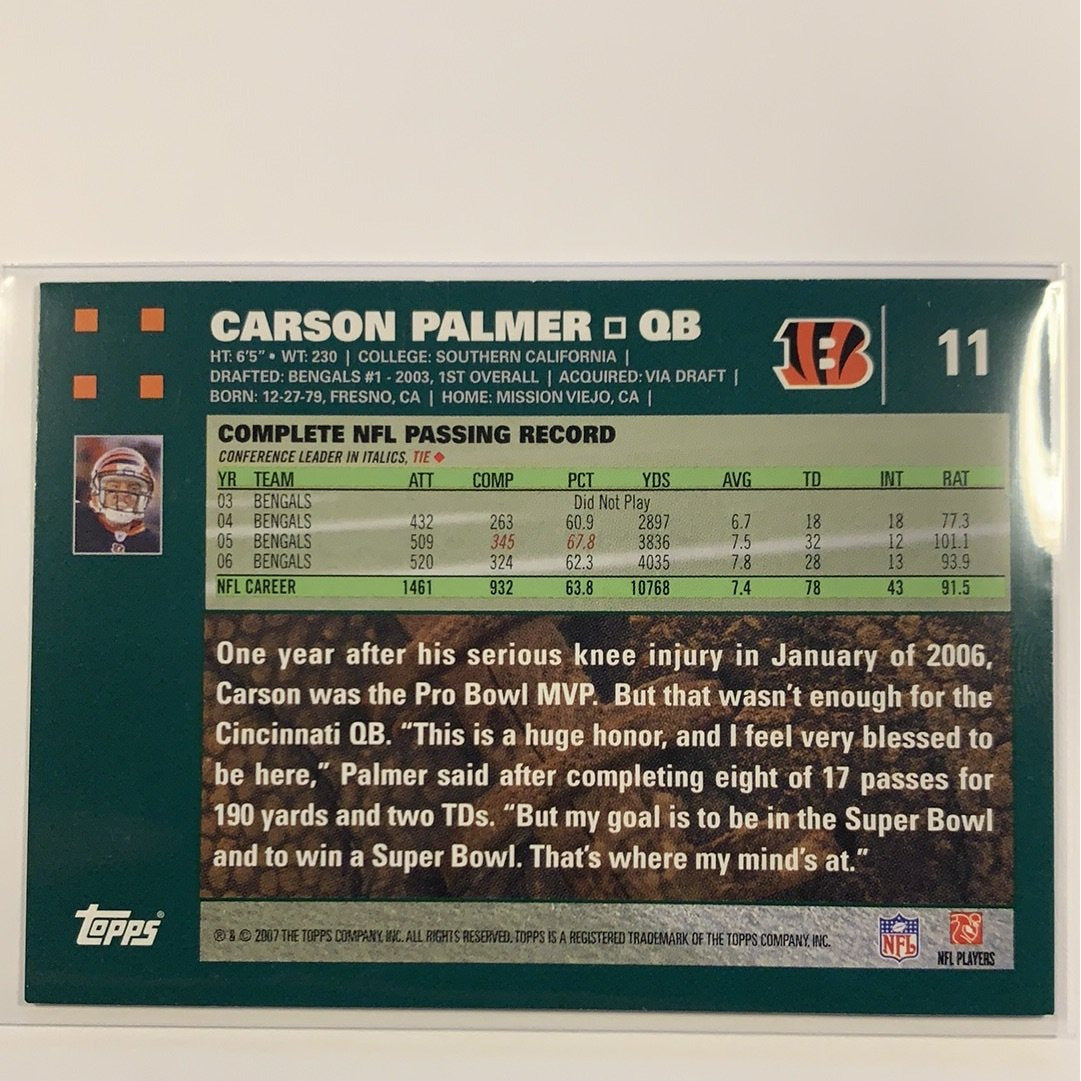 CARSON PALMER □ QB
11
HT: 6'5" • WT: 230 | COLLEGE: SOUTHERN CALIFORNIA |
DRAFTED: BENGALS #1 - 2003, 1ST OVERALL | ACQUIRED: VIA DRAFT |
BORN: 12-27-79, FRESNO, CA | HOME: MISSION VIEJO, CA |
COMPLETE NFL PASSING RECORD
CONFERENCE LEADER IN ITALICS, TIE ◆
YR TEAM ATT COMP PCT YDS AVG TD INT RAT
03 BENGALS Did Not Play
04 BENGALS 432 263 60.9 2897 6.7 18 18 77.3
05 BENGALS 509 345 67.8 3836 7.5 32 12 101.1
06 BENGALS 520 324 62.3 4035 7.8 28 13 93.9
NFL CAREER 1461 932 63.8 10768 7.4 78 43 91.5
One year after his serious knee injury in January of 2006,
Carson was the Pro Bowl MVP. But that wasn't enough for the
Cincinnati QB. "This is a huge honor, and I feel very blessed to
be here," Palmer said after completing eight of 17 passes for
190 yards and two TDs. "But my goal is to be in the Super Bowl
and to win a Super Bowl. That's where my mind's at."
topps®
® & © 2007 THE TOPPS COMPANY, INC. ALL RIGHTS RESERVED. TOPPS IS A REGISTERED TRADEMARK OF THE TOPPS COMPANY, INC.
NFL
NFL PLAYERS